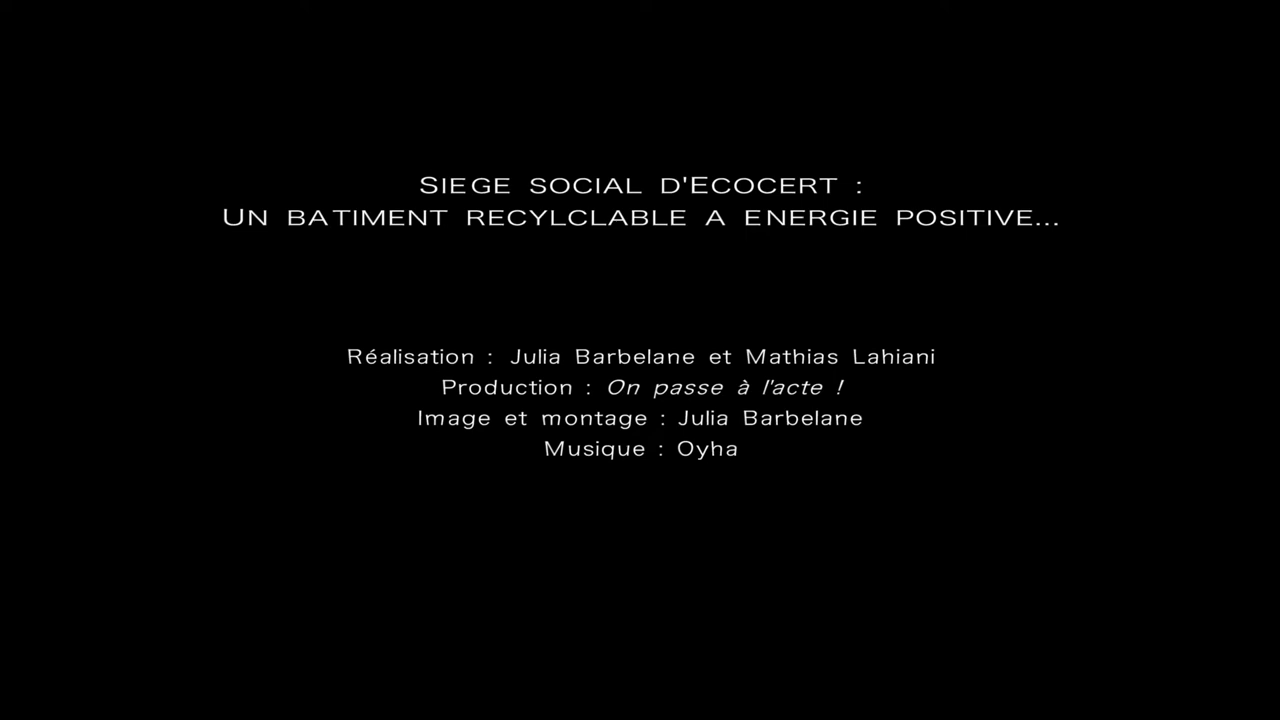 SIEGE SOCIAL D'ECOCERT :
UN BATIMENT RECYLCLABLE A ENERGIE POSITIVE...
Réalisation : Julia Barbelane et Mathias Lahiani
Production : On passe à l'acte !
Image et montage : Julia Barbelane
Musique : Oyha